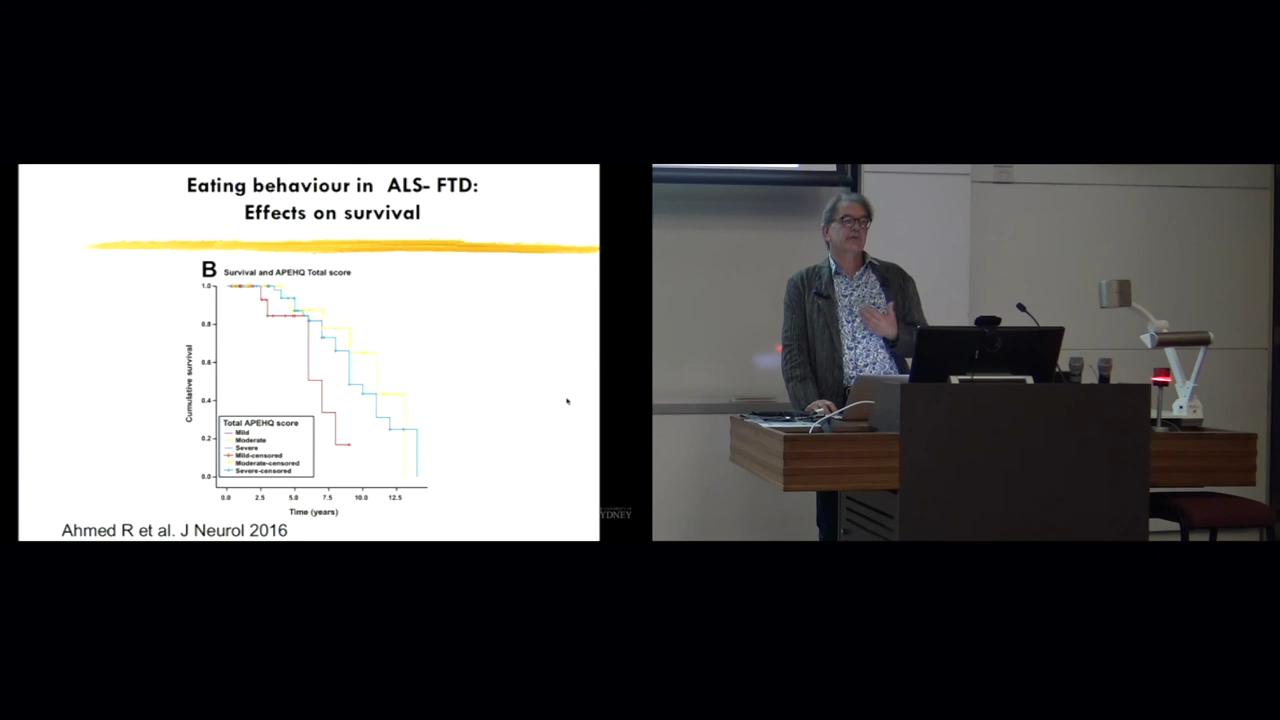 Eating behaviour in ALS- FTD:
Effects on survival
B Survival and APEHQ Total score
1.0
0.8
0.6
0.4
0.2
0.0
Cumulative survival
Total APEHQ score
Mild
Moderate
Severe
Mild-censored
Moderate-censored
Severe-censored
0.0 2.5 5.0 7.5 10.0 12.5
Time (years)
Ahmed R et al. J Neurol 2016
YDNEY